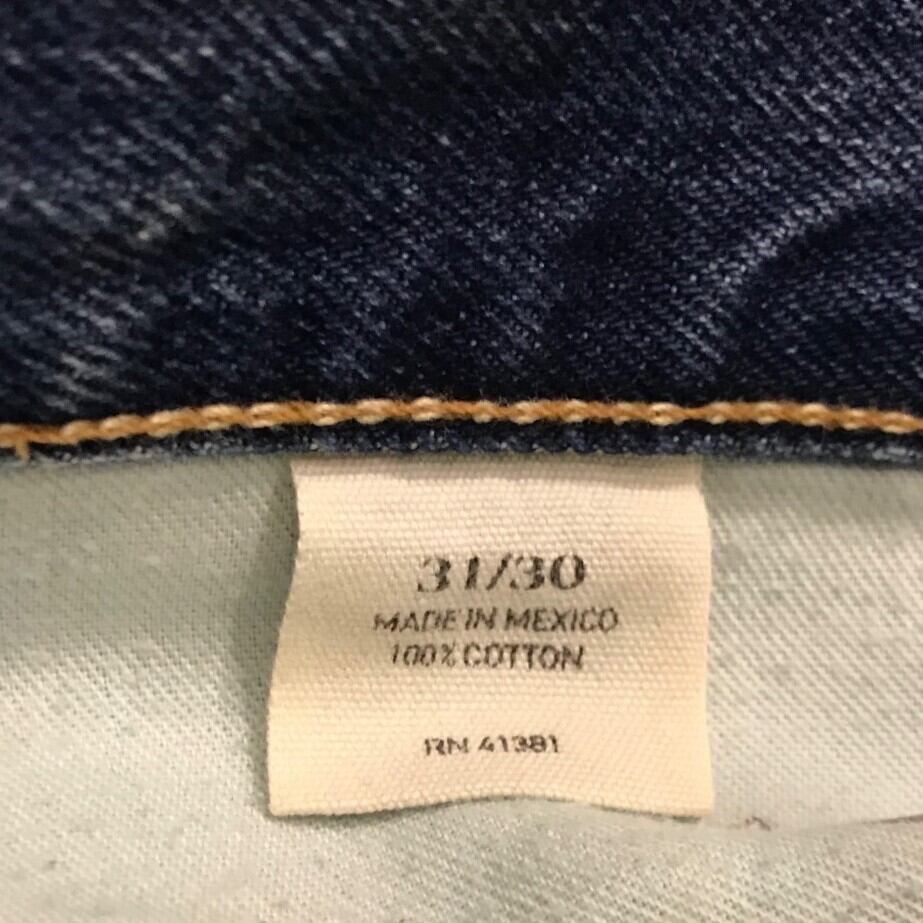 31/30
MADE IN MEXICO
100% COTTON
RN 41381